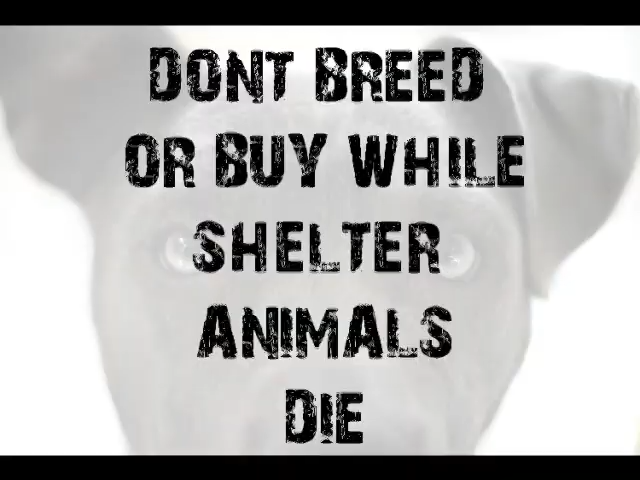 DONT BREED
OR BUY WHILE
SHELTER
ANIMALS
DIE